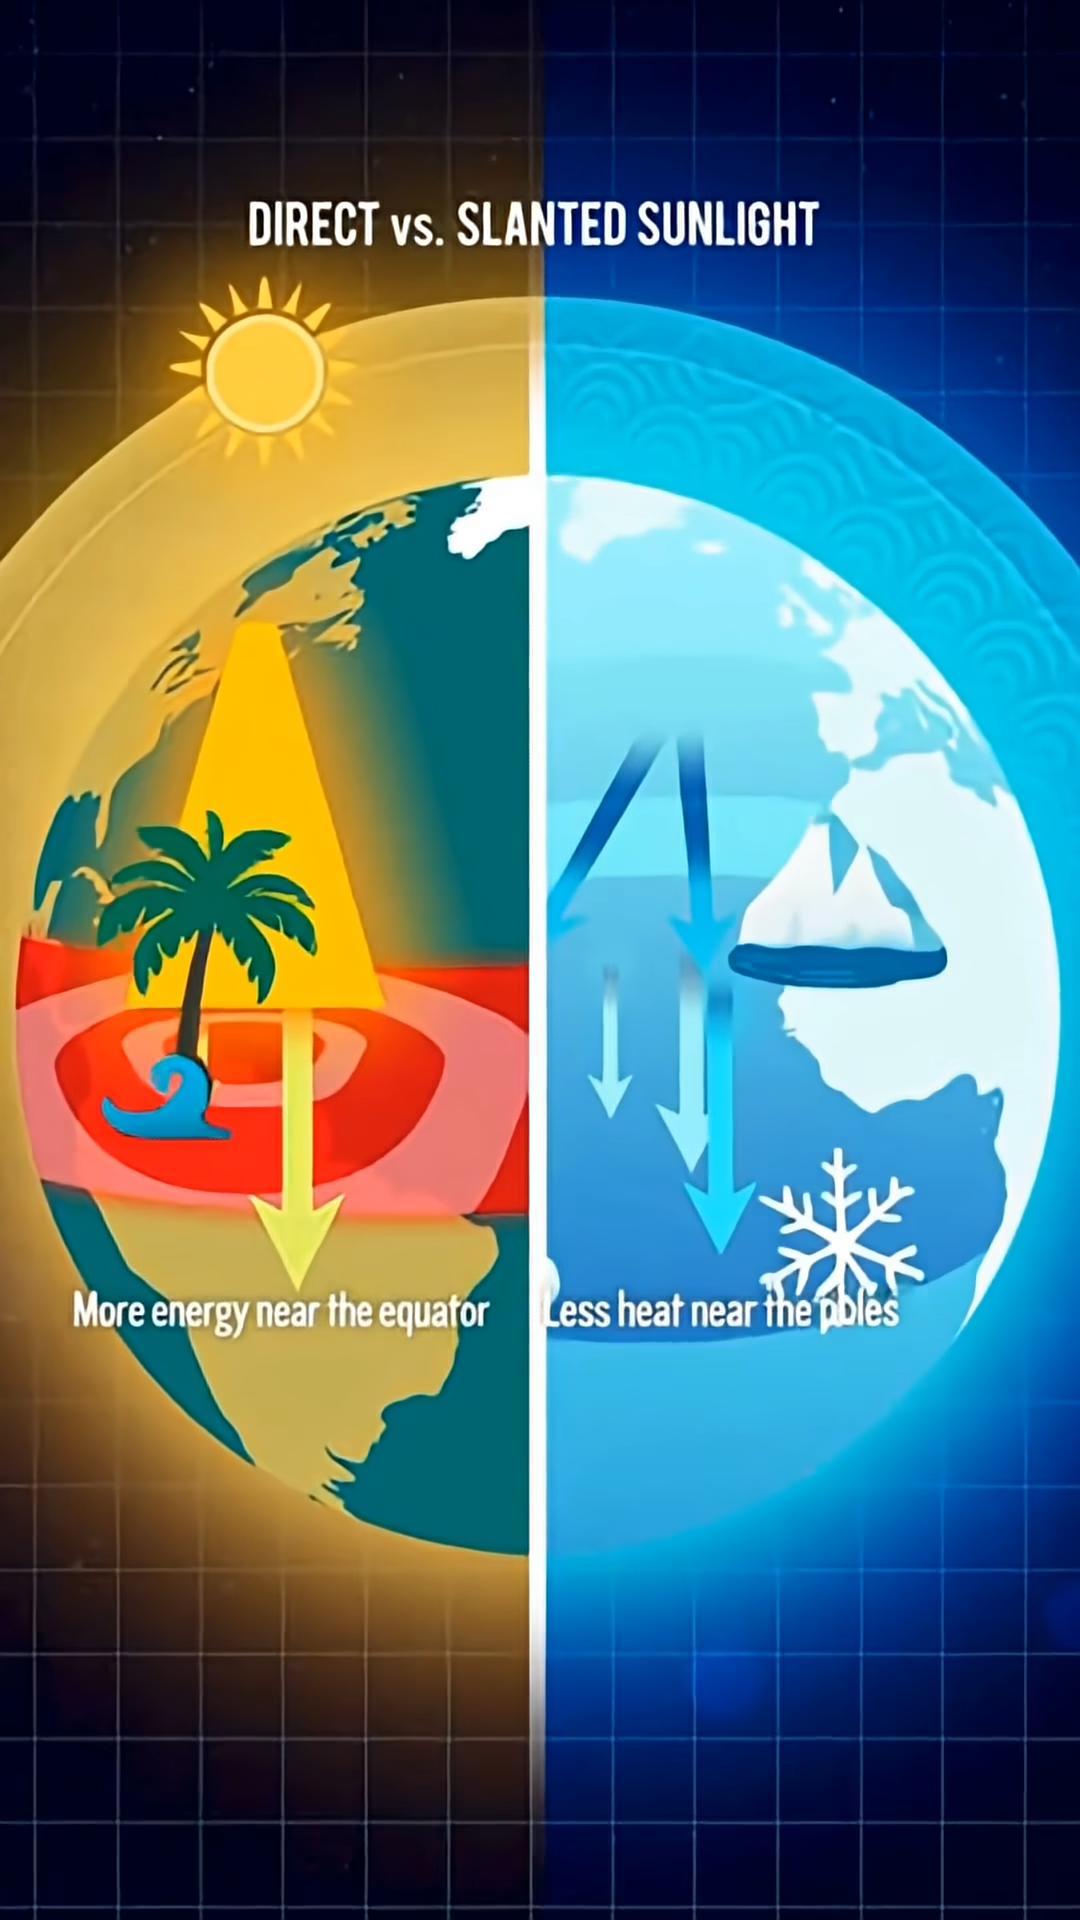 DIRECT vs. SLANTED SUNLIGHT
More energy near the equator
Less heat near the poles